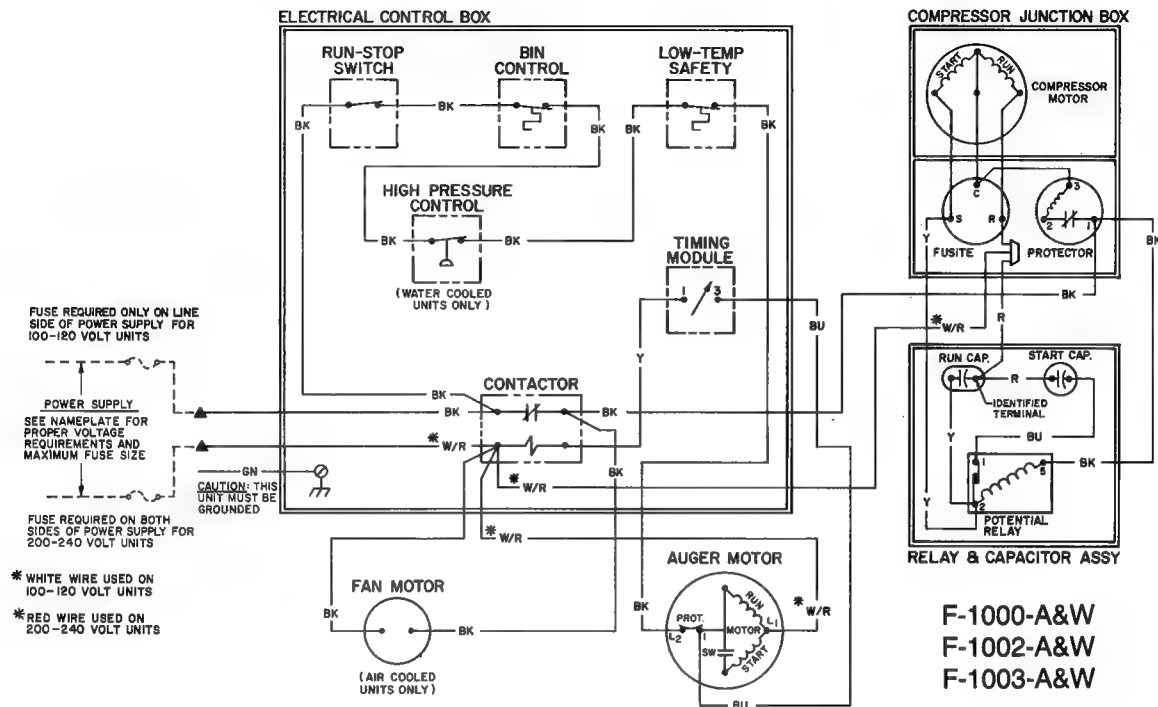 ELECTRICAL CONTROL BOX
RUN-STOP
SWITCH
BIN
CONTROL
LOW-TEMP
SAFETY
BK
BK
BK
BK
BK
HIGH PRESSURE
CONTROL
BK
BK
(WATER COOLED
UNITS ONLY)
TIMING
MODULE
1
3
BU
Y
CONTACTOR
BK
BK
BK
* W/R
* W/R
* W/R
GN
CAUTION: THIS
UNIT MUST BE
GROUNDED
FUSE REQUIRED ONLY ON LINE
SIDE OF POWER SUPPLY FOR
100-120 VOLT UNITS
POWER SUPPLY
SEE NAMEPLATE FOR
PROPER VOLTAGE
REQUIREMENTS AND
MAXIMUM FUSE SIZE
FUSE REQUIRED ON BOTH
SIDES OF POWER SUPPLY FOR
200-240 VOLT UNITS
* WHITE WIRE USED ON
100-120 VOLT UNITS
* RED WIRE USED ON
200-240 VOLT UNITS
FAN MOTOR
BK
BK
(AIR COOLED
UNITS ONLY)
AUGER MOTOR
BK
PROT.
L2
1
MOTOR
L1
RUN
START
SW
* W/R
BU
COMPRESSOR JUNCTION BOX
START
RUN
COMPRESSOR
MOTOR
C
S
R
FUSITE
3
2
1
PROTECTOR
Y
BK
BK
R
* W/R
RUN CAP.
START CAP.
R
IDENTIFIED
TERMINAL
Y
BU
1
5
BK
2
Y
POTENTIAL
RELAY
RELAY & CAPACITOR ASSY
F-1000-A&W
F-1002-A&W
F-1003-A&W